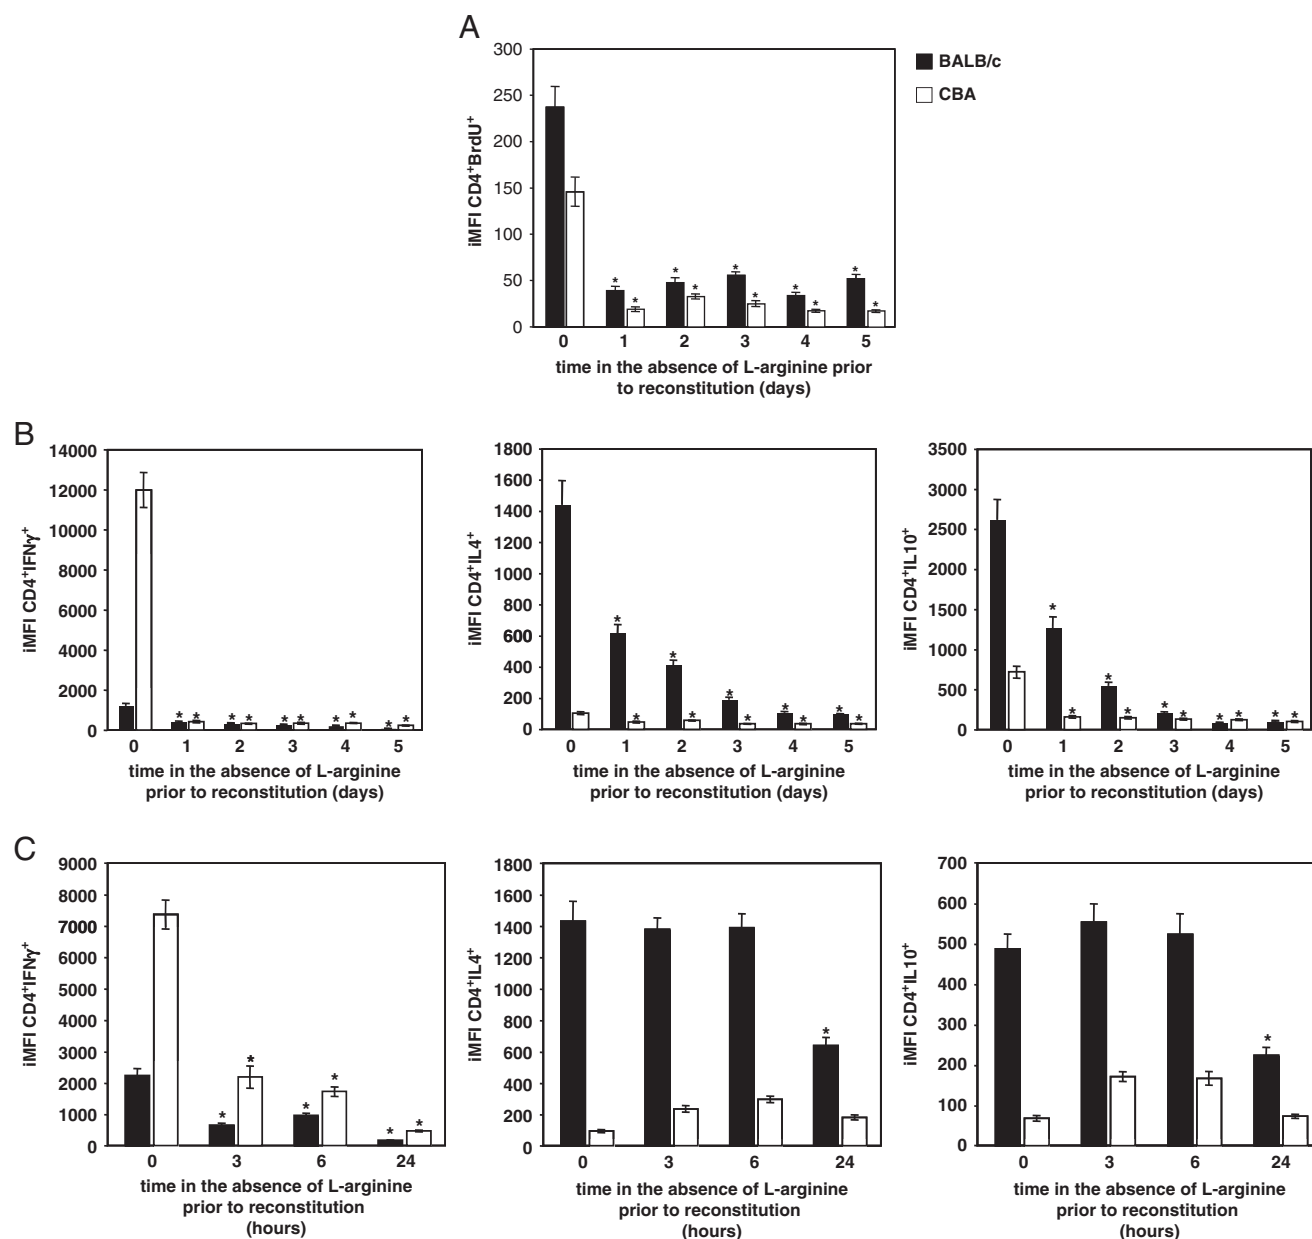 A
BALB/c
CBA
iMFI CD4+BrdU+
300
250
200
150
100
50
0
* * * * * * * * * *
0 1 2 3 4 5
time in the absence of L-arginine prior
to reconstitution (days)
B
iMFI CD4+IFNγ+
14000
12000
10000
8000
6000
4000
2000
0
* * * * * * * * * *
0 1 2 3 4 5
time in the absence of L-arginine
prior to reconstitution (days)
iMFI CD4+IL4+
1800
1600
1400
1200
1000
800
600
400
200
0
* * * * * * * * * *
0 1 2 3 4 5
time in the absence of L-arginine
prior to reconstitution (days)
iMFI CD4+IL10+
3500
3000
2500
2000
1500
1000
500
0
* * * * * * * * * *
0 1 2 3 4 5
time in the absence of L-arginine
prior to reconstitution (days)
C
iMFI CD4+IFNγ+
9000
8000
7000
6000
5000
4000
3000
2000
1000
0
* * * * * *
0 3 6 24
time in the absence of L-arginine
prior to reconstitution
(hours)
iMFI CD4+IL4+
1800
1600
1400
1200
1000
800
600
400
200
0
*
0 3 6 24
time in the absence of L-arginine
prior to reconstitution
(hours)
iMFI CD4+IL10+
700
600
500
400
300
200
100
0
*
0 3 6 24
time in the absence of L-arginine
prior to reconstitution
(hours)